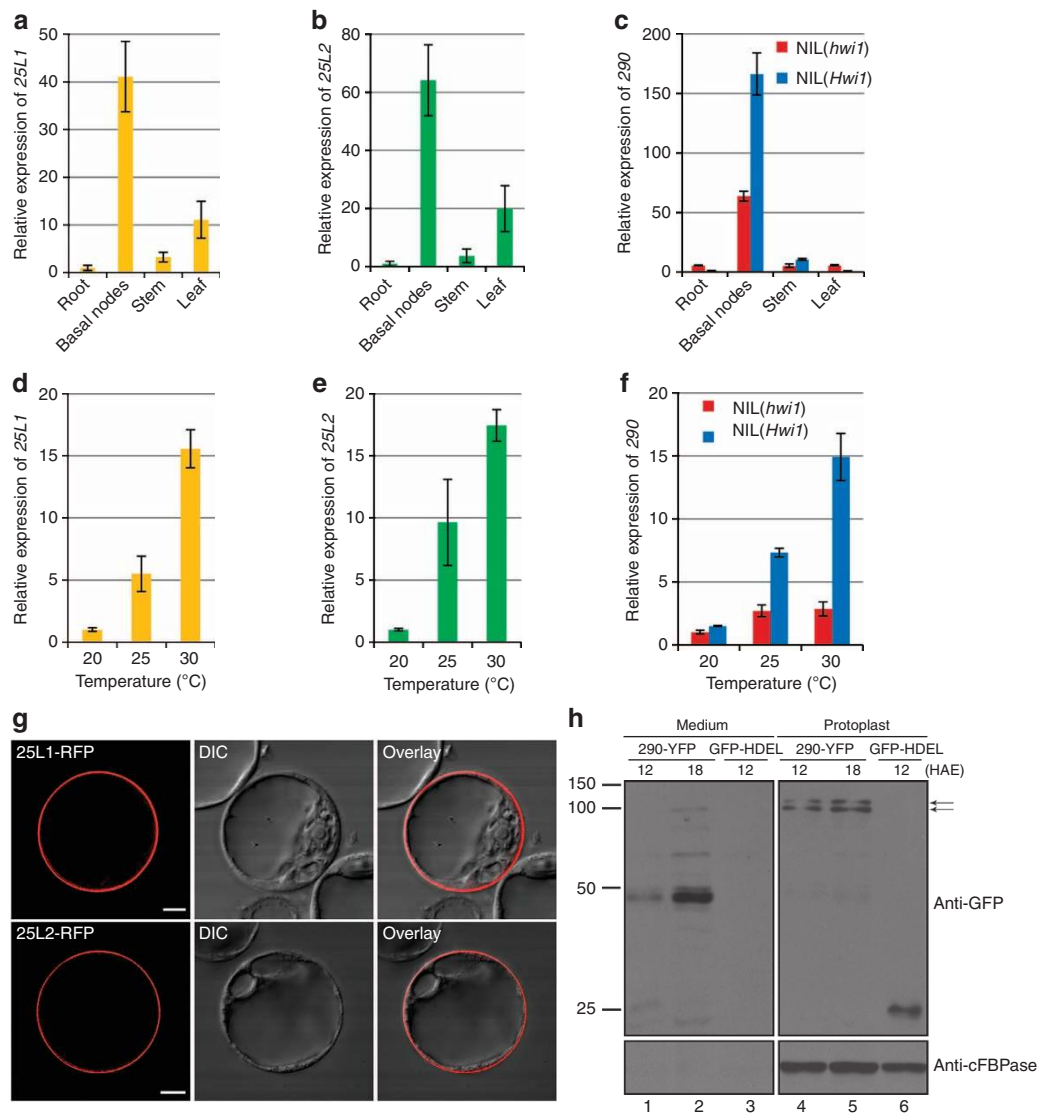 a
Relative expression of 25L1
50
40
30
20
10
0
Root
Basal nodes
Stem
Leaf
b
Relative expression of 25L2
80
60
40
20
0
Root
Basal nodes
Stem
Leaf
c
Relative expression of 290
200
150
100
50
0
NIL(hwi1)
NIL(Hwi1)
Root
Basal nodes
Stem
Leaf
d
Relative expression of 25L1
20
15
10
5
0
20 25 30
Temperature (°C)
e
Relative expression of 25L2
20
15
10
5
0
20 25 30
Temperature (°C)
f
Relative expression of 290
20
15
10
5
0
NIL(hwi1)
NIL(Hwi1)
20 25 30
Temperature (°C)
g
25L1-RFP DIC Overlay
25L2-RFP DIC Overlay
h
Medium Protoplast
290-YFP GFP-HDEL 290-YFP GFP-HDEL
12 18 12 12 18 12 (HAE)
150
100
50
25
Anti-GFP
Anti-cFBPase
1 2 3 4 5 6